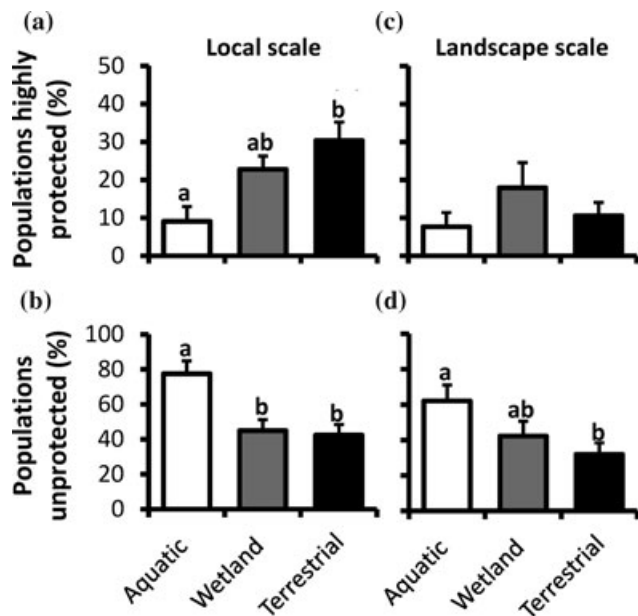 (a)
Local scale
(c)
Landscape scale
Populations highly
protected (%)
50
40
30
20
10
0
a
ab
b
(b)
(d)
Populations
unprotected (%)
100
80
60
40
20
0
a
b
b
a
ab
b
Aquatic
Wetland
Terrestrial
Aquatic
Wetland
Terrestrial